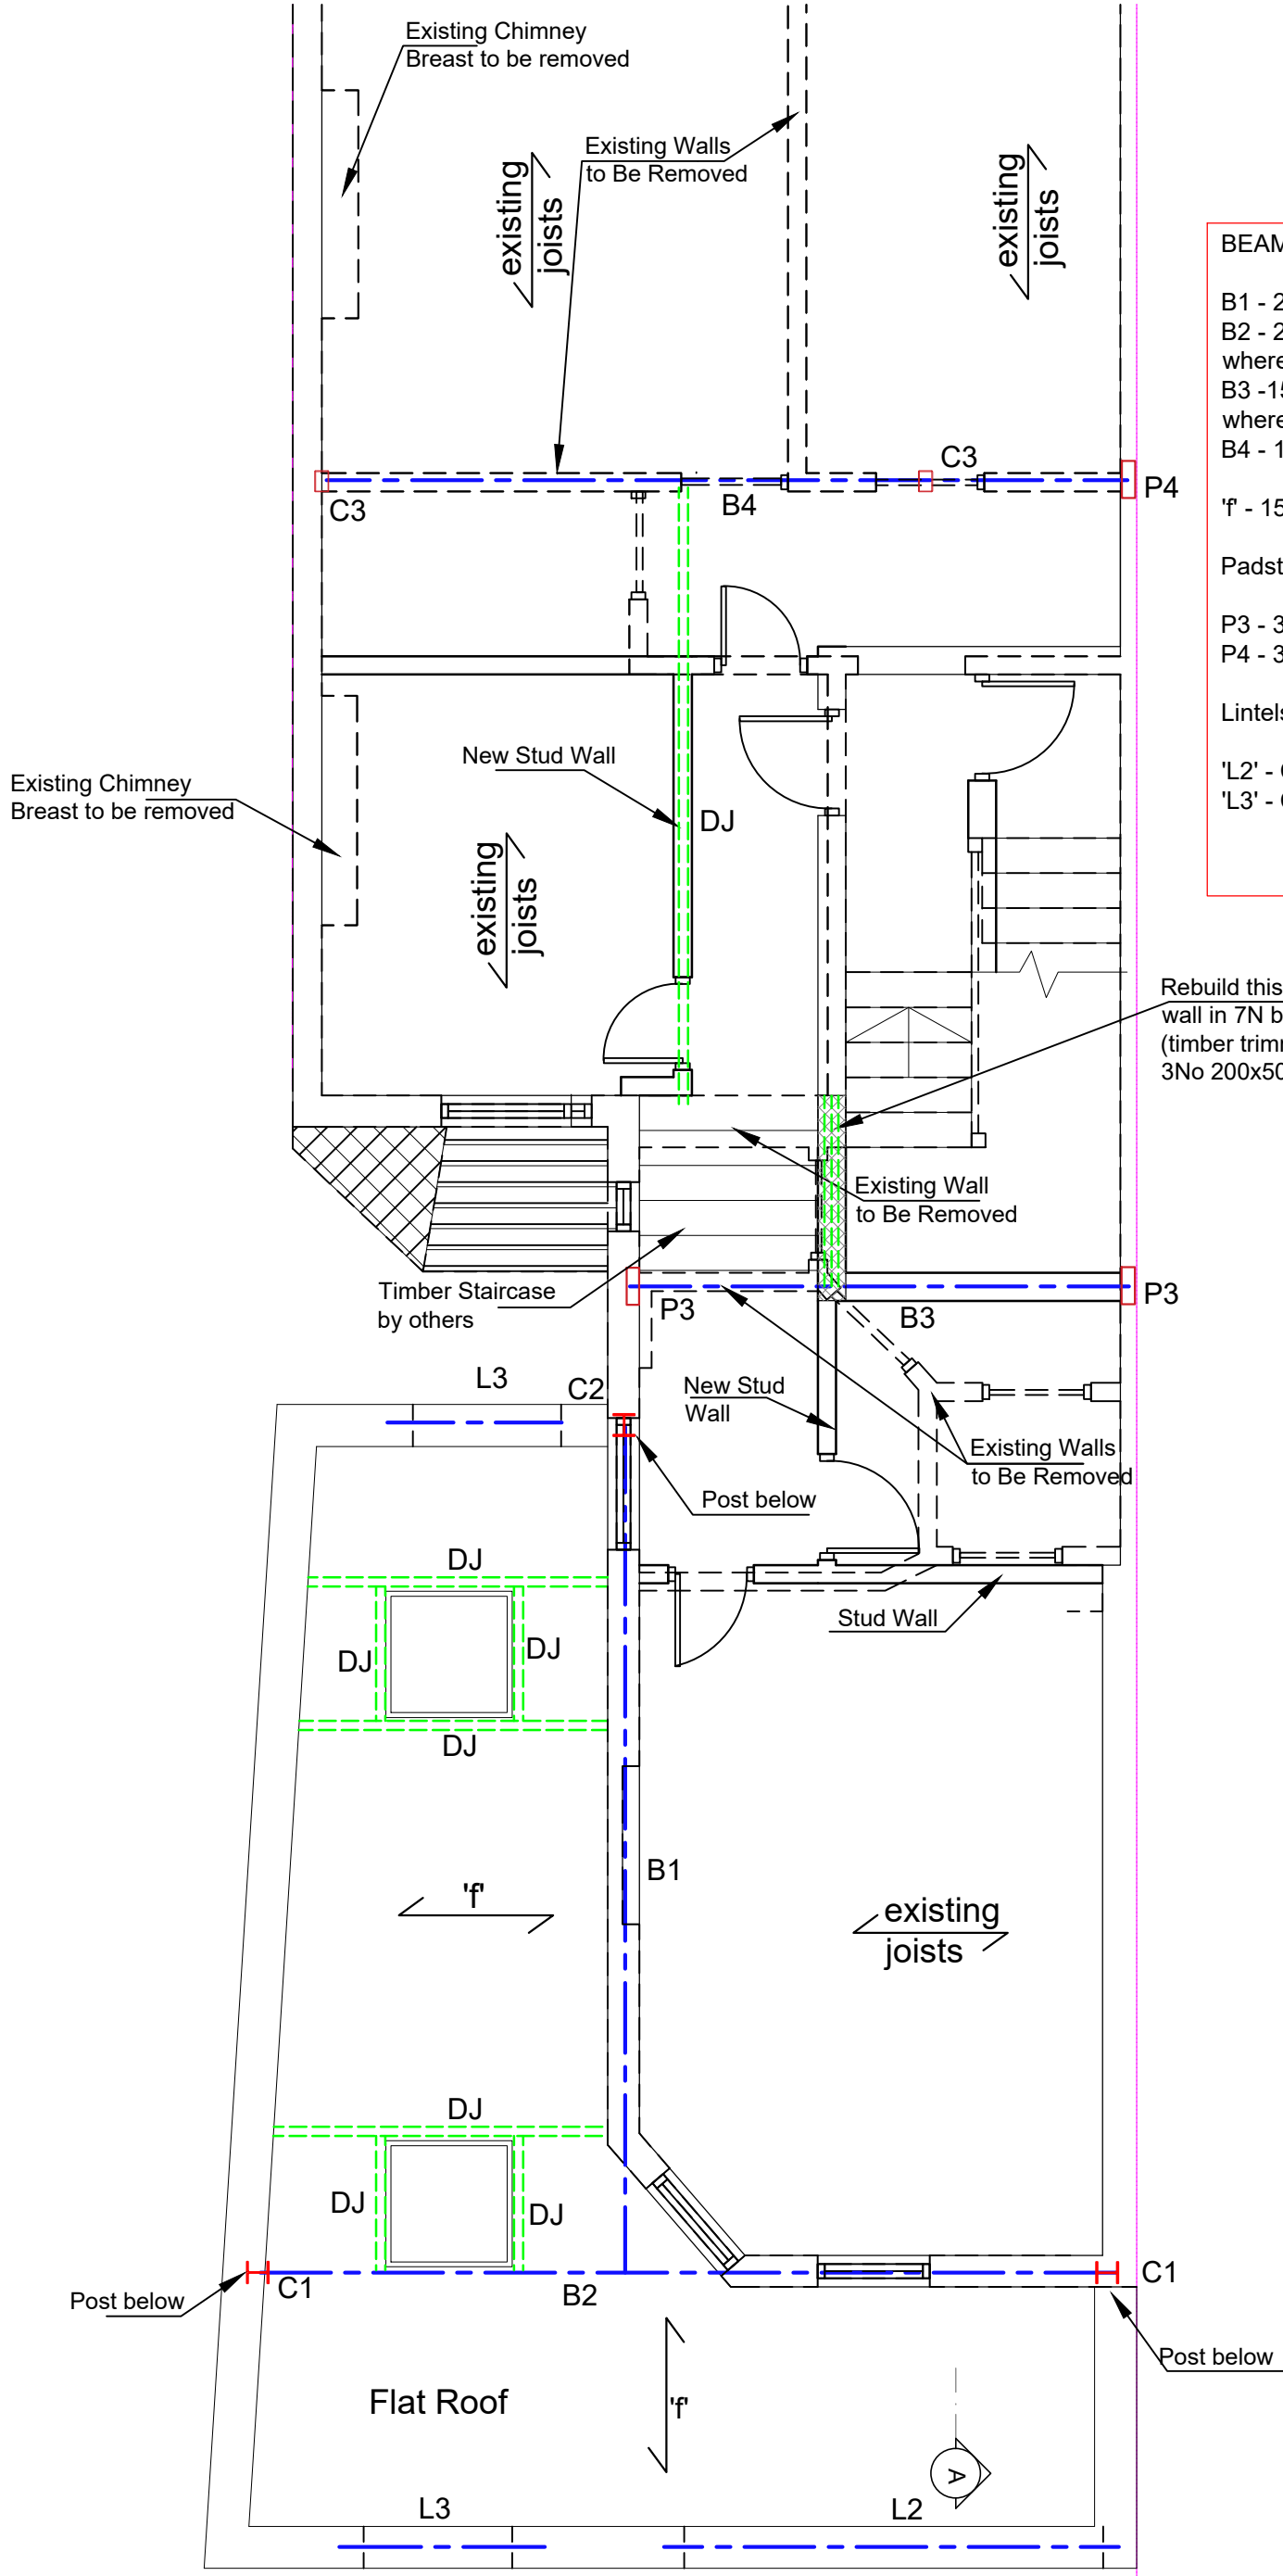 Existing Chimney
Breast to be removed
Existing Walls
to Be Removed
existing
joists
existing
joists
BEAM
B1 - 2
B2 - 2
where
B3 -15
where
B4 - 1
'f' - 15
Padst
P3 - 3
P4 - 3
Lintels
'L2' -
'L3' -
C3
C3
B4
P4
New Stud Wall
DJ
Existing Chimney
Breast to be removed
existing
joists
Rebuild this
wall in 7N b
(timber trimm
3No 200x50
Existing Wall
to Be Removed
Timber Staircase
by others
P3
B3
P3
L3
C2
New Stud
Wall
Existing Walls
to Be Removed
Post below
DJ
DJ
DJ
DJ
Stud Wall
B1
'f'
existing
joists
DJ
DJ
DJ
C1
B2
C1
Post below
Post below
Flat Roof
'f'
A
L3
L2